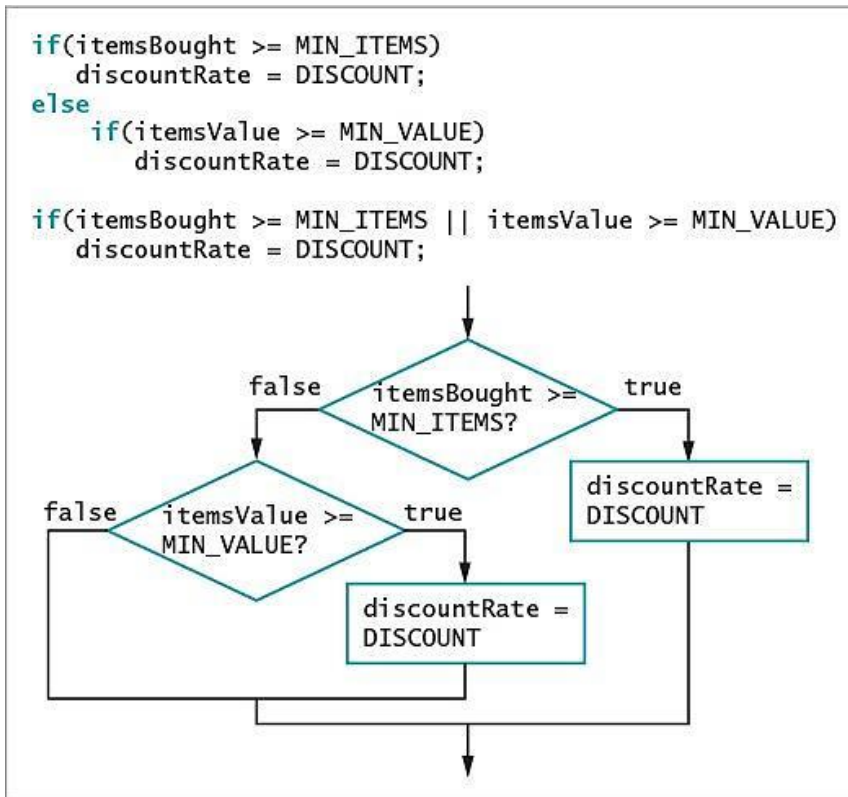 if(itemsBought >= MIN_ITEMS)
discountRate = DISCOUNT;
else
if(itemsValue >= MIN_VALUE)
discountRate = DISCOUNT;
if(itemsBought >= MIN_ITEMS || itemsValue >= MIN_VALUE)
discountRate = DISCOUNT;
false
itemsBought >=
MIN_ITEMS?
true
false
itemsValue >=
MIN_VALUE?
true
discountRate =
DISCOUNT
discountRate =
DISCOUNT